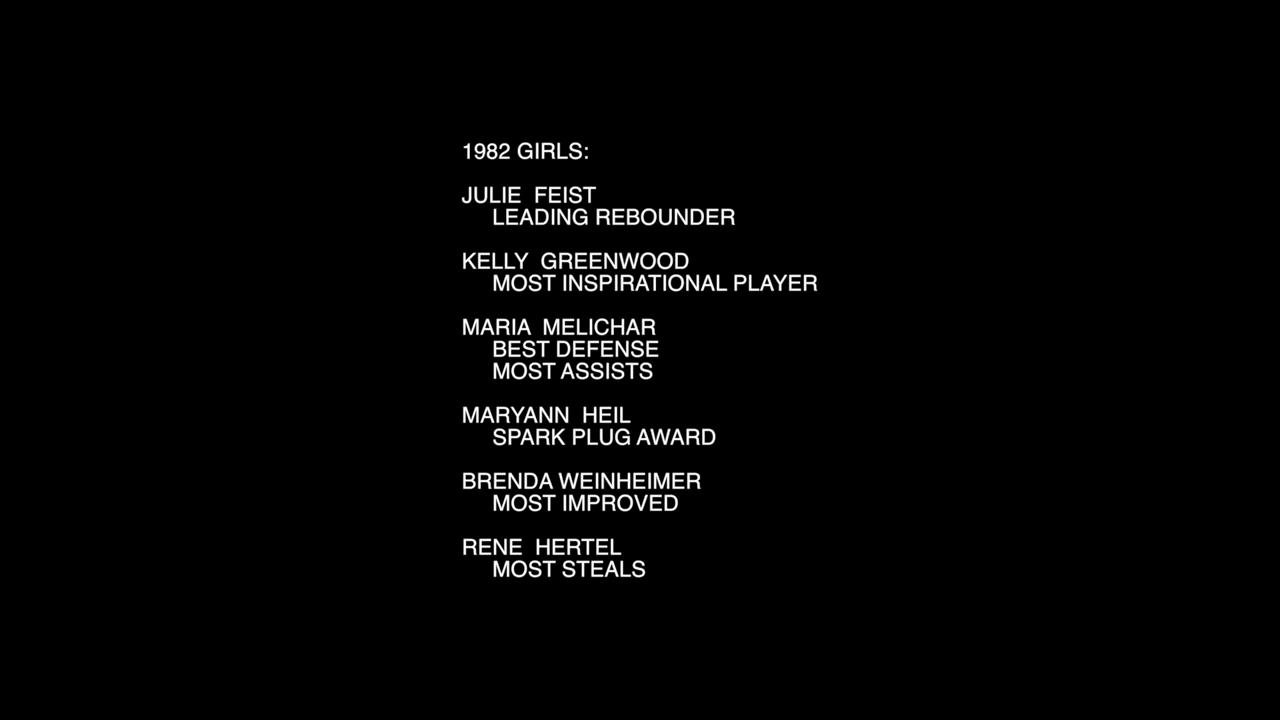 1982 GIRLS:
JULIE  FEIST
LEADING REBOUNDER
KELLY  GREENWOOD
MOST INSPIRATIONAL PLAYER
MARIA  MELICHAR
BEST DEFENSE
MOST ASSISTS
MARYANN  HEIL
SPARK PLUG AWARD
BRENDA WEINHEIMER
MOST IMPROVED
RENE  HERTEL
MOST STEALS